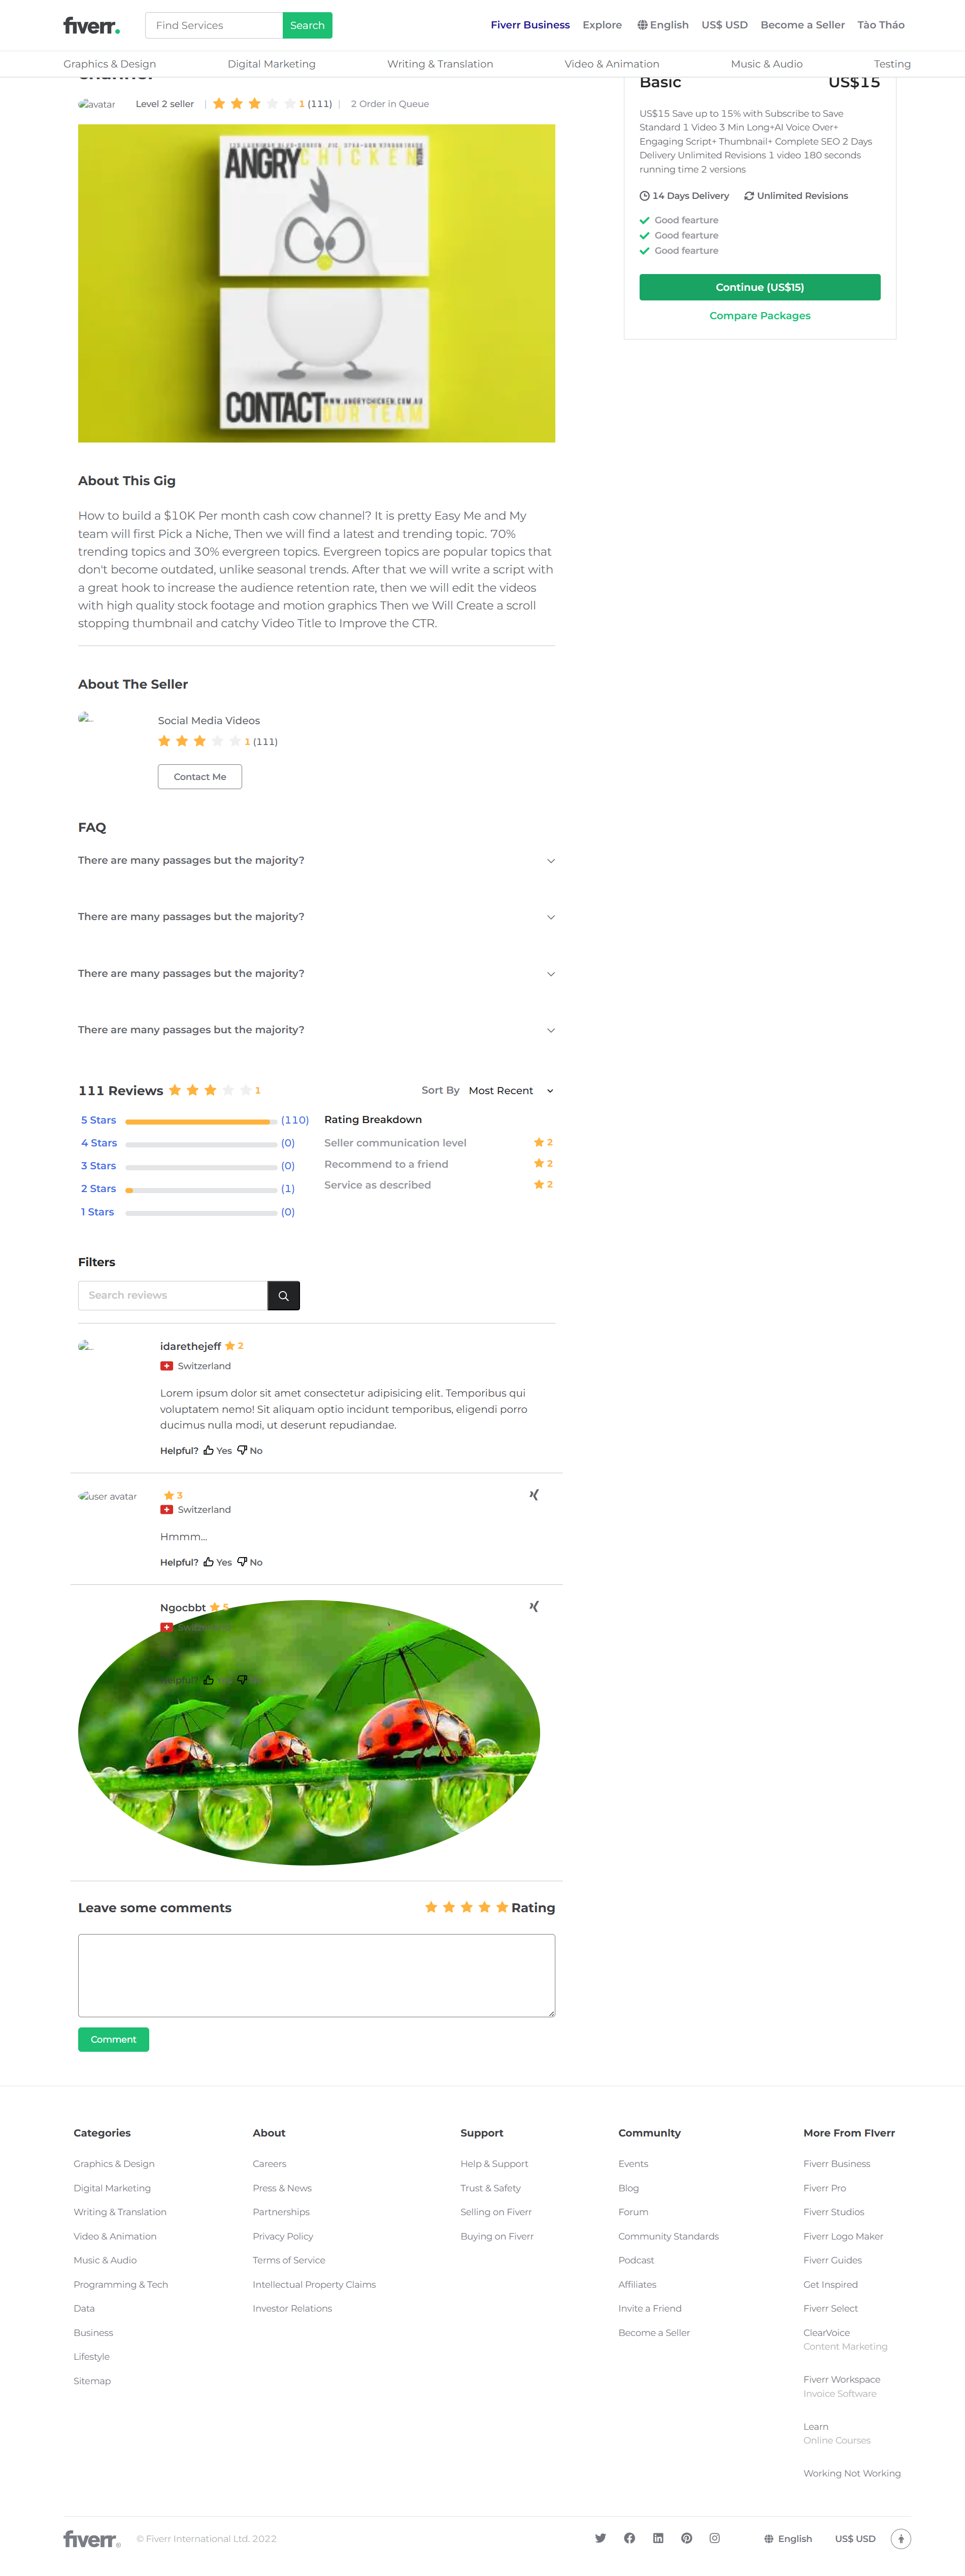 fiverr.
Find Services
Search
Fiverr Business
Explore
English
US$ USD
Become a Seller
Tào Tháo
Graphics & Design
Digital Marketing
Writing & Translation
Video & Animation
Music & Audio
Testing
channel
avatar
Level 2 seller
|
1 (111)
|
2 Order in Queue
ANGRY CHICKEN
CONTACT WWW.ANGRYCHICKEN.COM.AU
OUR TEAM
Basic
US$15
US$15 Save up to 15% with Subscribe to Save
Standard 1 Video 3 Min Long+AI Voice Over+
Engaging Script+ Thumbnail+ Complete SEO 2 Days
Delivery Unlimited Revisions 1 video 180 seconds
running time 2 versions
14 Days Delivery
Unlimited Revisions
Good fearture
Good fearture
Good fearture
Continue (US$15)
Compare Packages
About This Gig
How to build a $10K Per month cash cow channel? It is pretty Easy Me and My
team will first Pick a Niche, Then we will find a latest and trending topic. 70%
trending topics and 30% evergreen topics. Evergreen topics are popular topics that
don't become outdated, unlike seasonal trends. After that we will write a script with
a great hook to increase the audience retention rate, then we will edit the videos
with high quality stock footage and motion graphics Then we Will Create a scroll
stopping thumbnail and catchy Video Title to Improve the CTR.
About The Seller
Social Media Videos
1 (111)
Contact Me
FAQ
There are many passages but the majority?
There are many passages but the majority?
There are many passages but the majority?
There are many passages but the majority?
111 Reviews
1
Sort By
Most Recent
5 Stars
(110)
4 Stars
(0)
3 Stars
(0)
2 Stars
(1)
1 Stars
(0)
Rating Breakdown
Seller communication level
2
Recommend to a friend
2
Service as described
2
Filters
Search reviews
idarethejeff
2
Switzerland
Lorem ipsum dolor sit amet consectetur adipisicing elit. Temporibus qui
voluptatem nemo! Sit aliquam optio incidunt temporibus, eligendi porro
ducimus nulla modi, ut deserunt repudiandae.
Helpful?
Yes
No
user avatar
3
Switzerland
Hmmm...
Helpful?
Yes
No
Ngocbbt
5
Switzerland
Helpful?
Leave some comments
Rating
Comment
Categories
Graphics & Design
Digital Marketing
Writing & Translation
Video & Animation
Music & Audio
Programming & Tech
Data
Business
Lifestyle
Sitemap
About
Careers
Press & News
Partnerships
Privacy Policy
Terms of Service
Intellectual Property Claims
Investor Relations
Support
Help & Support
Trust & Safety
Selling on Fiverr
Buying on Fiverr
CommunIty
Events
Blog
Forum
Community Standards
Podcast
Affiliates
Invite a Friend
Become a Seller
More From FIverr
Fiverr Business
Fiverr Pro
Fiverr Studios
Fiverr Logo Maker
Fiverr Guides
Get Inspired
Fiverr Select
ClearVoice
Content Marketing
Fiverr Workspace
Invoice Software
Learn
Online Courses
Working Not Working
fiverr®
© Fiverr International Ltd. 2022
English
US$ USD